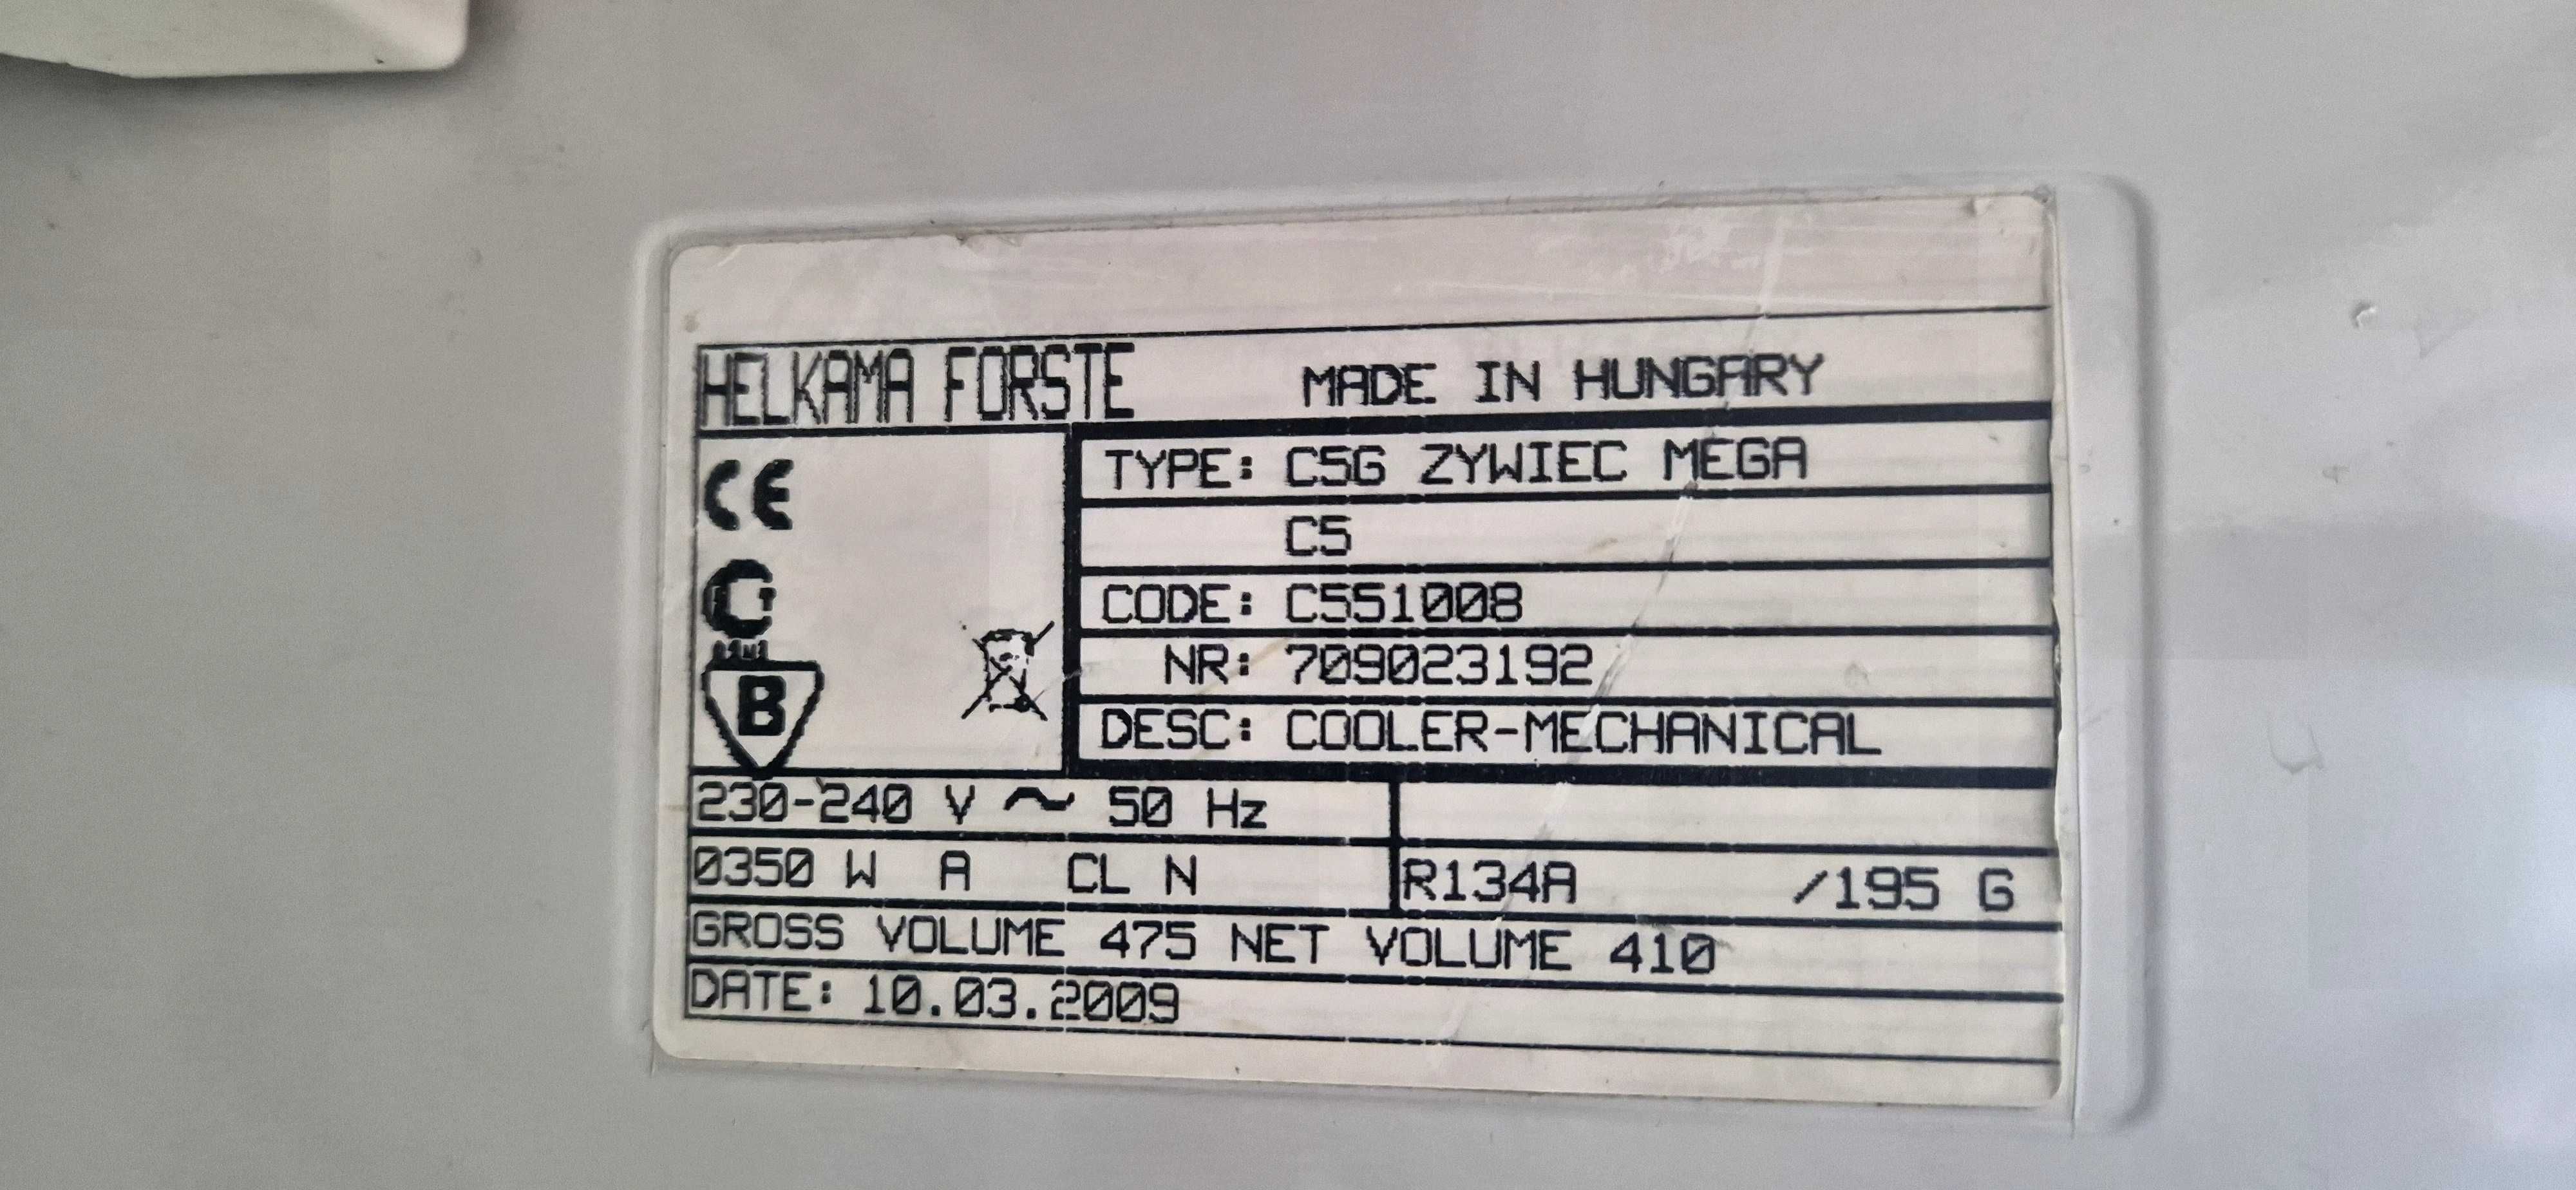 HELKAMA FORSTE MADE IN HUNGARY
CE
TYPE: C5G ZYWIEC MEGA
C5
CODE: C551008
NR: 709023192
B
DESC: COOLER-MECHANICAL
230-240 V ~ 50 Hz
0350 W A CL N R134A /195 G
GROSS VOLUME 475 NET VOLUME 410
DATE: 10.03.2009